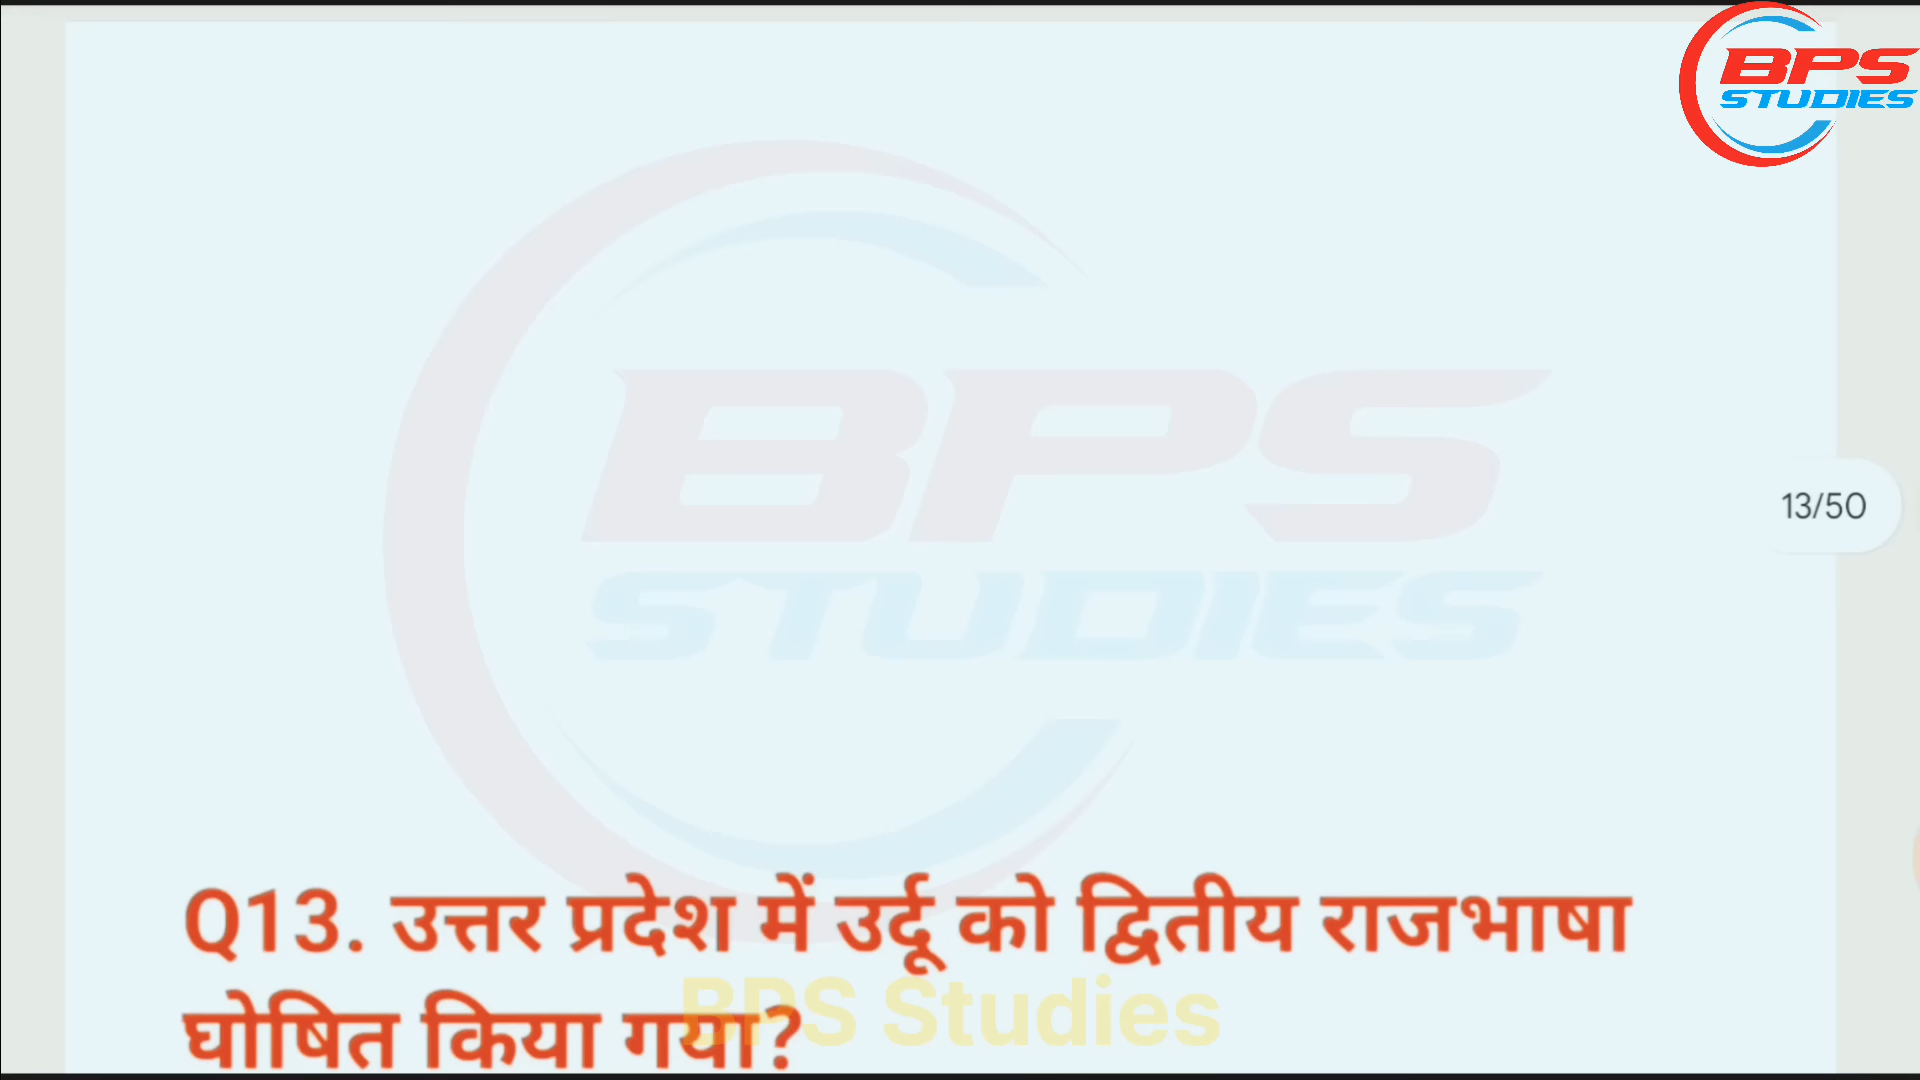 BPS
STUDIES
BPS
STUDIES
13/50
Q13. उत्तर प्रदेश में उर्दू को द्वितीय राजभाषा
घोषित किया गया?
BPS Studies